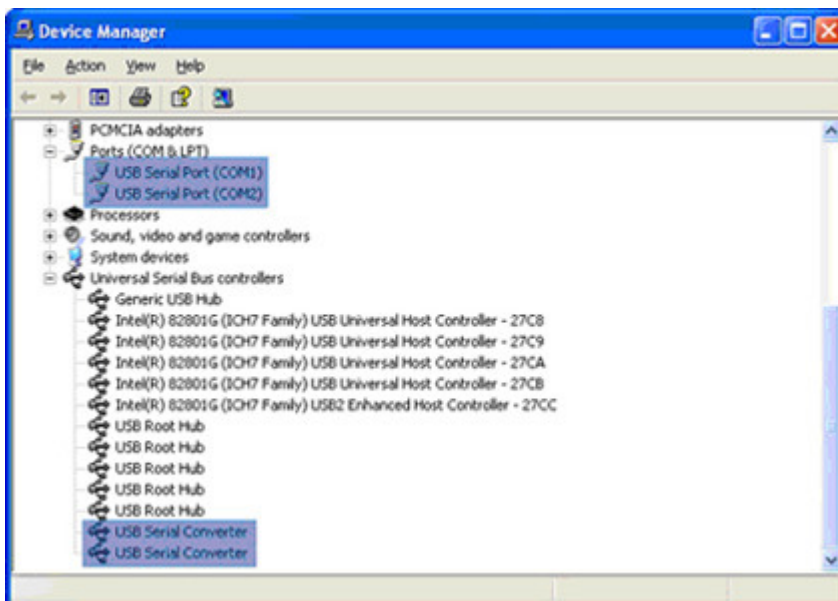 Device Manager
File Action View Help
PCMCIA adapters
Ports (COM & LPT)
USB Serial Port (COM1)
USB Serial Port (COM2)
Processors
Sound, video and game controllers
System devices
Universal Serial Bus controllers
Generic USB Hub
Intel(R) 82801G (ICH7 Family) USB Universal Host Controller - 27C8
Intel(R) 82801G (ICH7 Family) USB Universal Host Controller - 27C9
Intel(R) 82801G (ICH7 Family) USB Universal Host Controller - 27CA
Intel(R) 82801G (ICH7 Family) USB Universal Host Controller - 27CB
Intel(R) 82801G (ICH7 Family) USB2 Enhanced Host Controller - 27CC
USB Root Hub
USB Root Hub
USB Root Hub
USB Root Hub
USB Root Hub
USB Serial Converter
USB Serial Converter